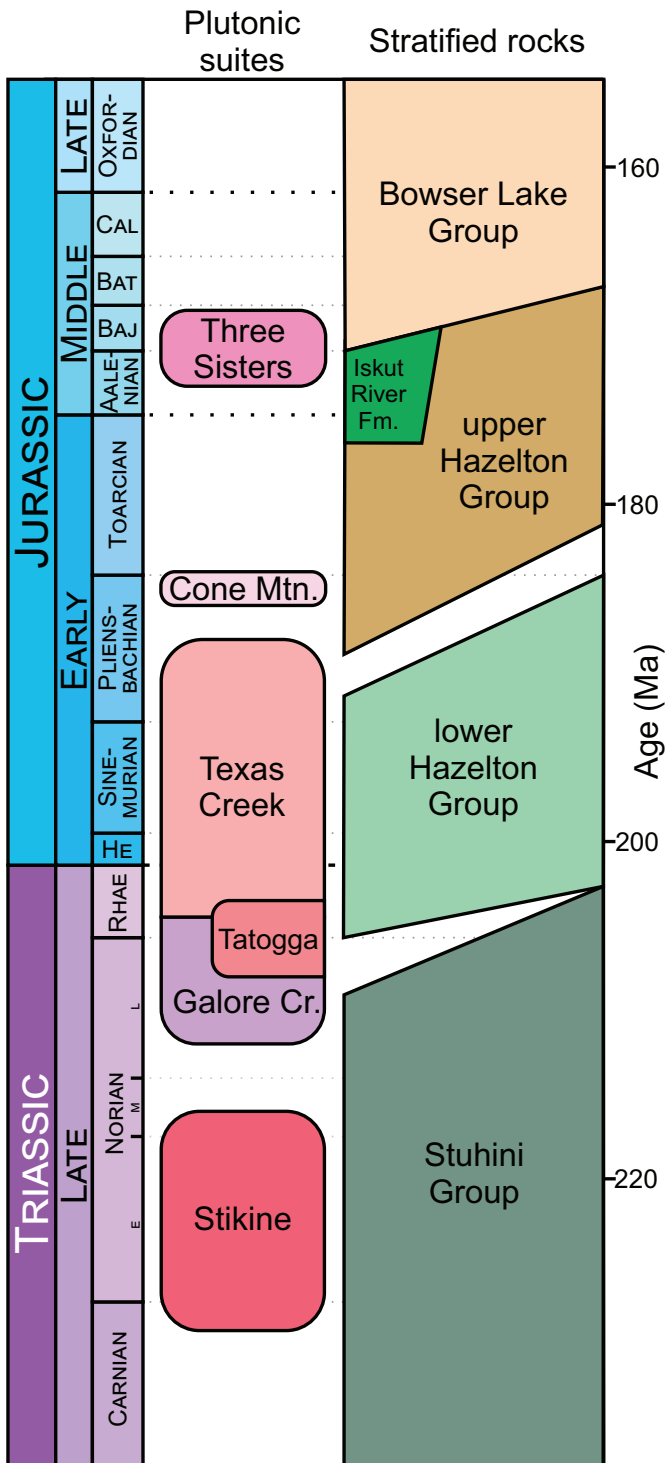 Plutonic
suites
Stratified rocks
JURASSIC
TRIASSIC
LATE
MIDDLE
EARLY
LATE
OXFOR-
DIAN
CAL
BAT
BAJ
AALE-
NIAN
TOARCIAN
PLIENS-
BACHIAN
SINE-
MURIAN
HE
RHAE
NORIAN
L
M
E
CARNIAN
Three
Sisters
Cone Mtn.
Texas
Creek
Tatogga
Galore Cr.
Stikine
Bowser Lake
Group
Iskut
River
Fm.
upper
Hazelton
Group
lower
Hazelton
Group
Stuhini
Group
160
180
200
220
Age (Ma)